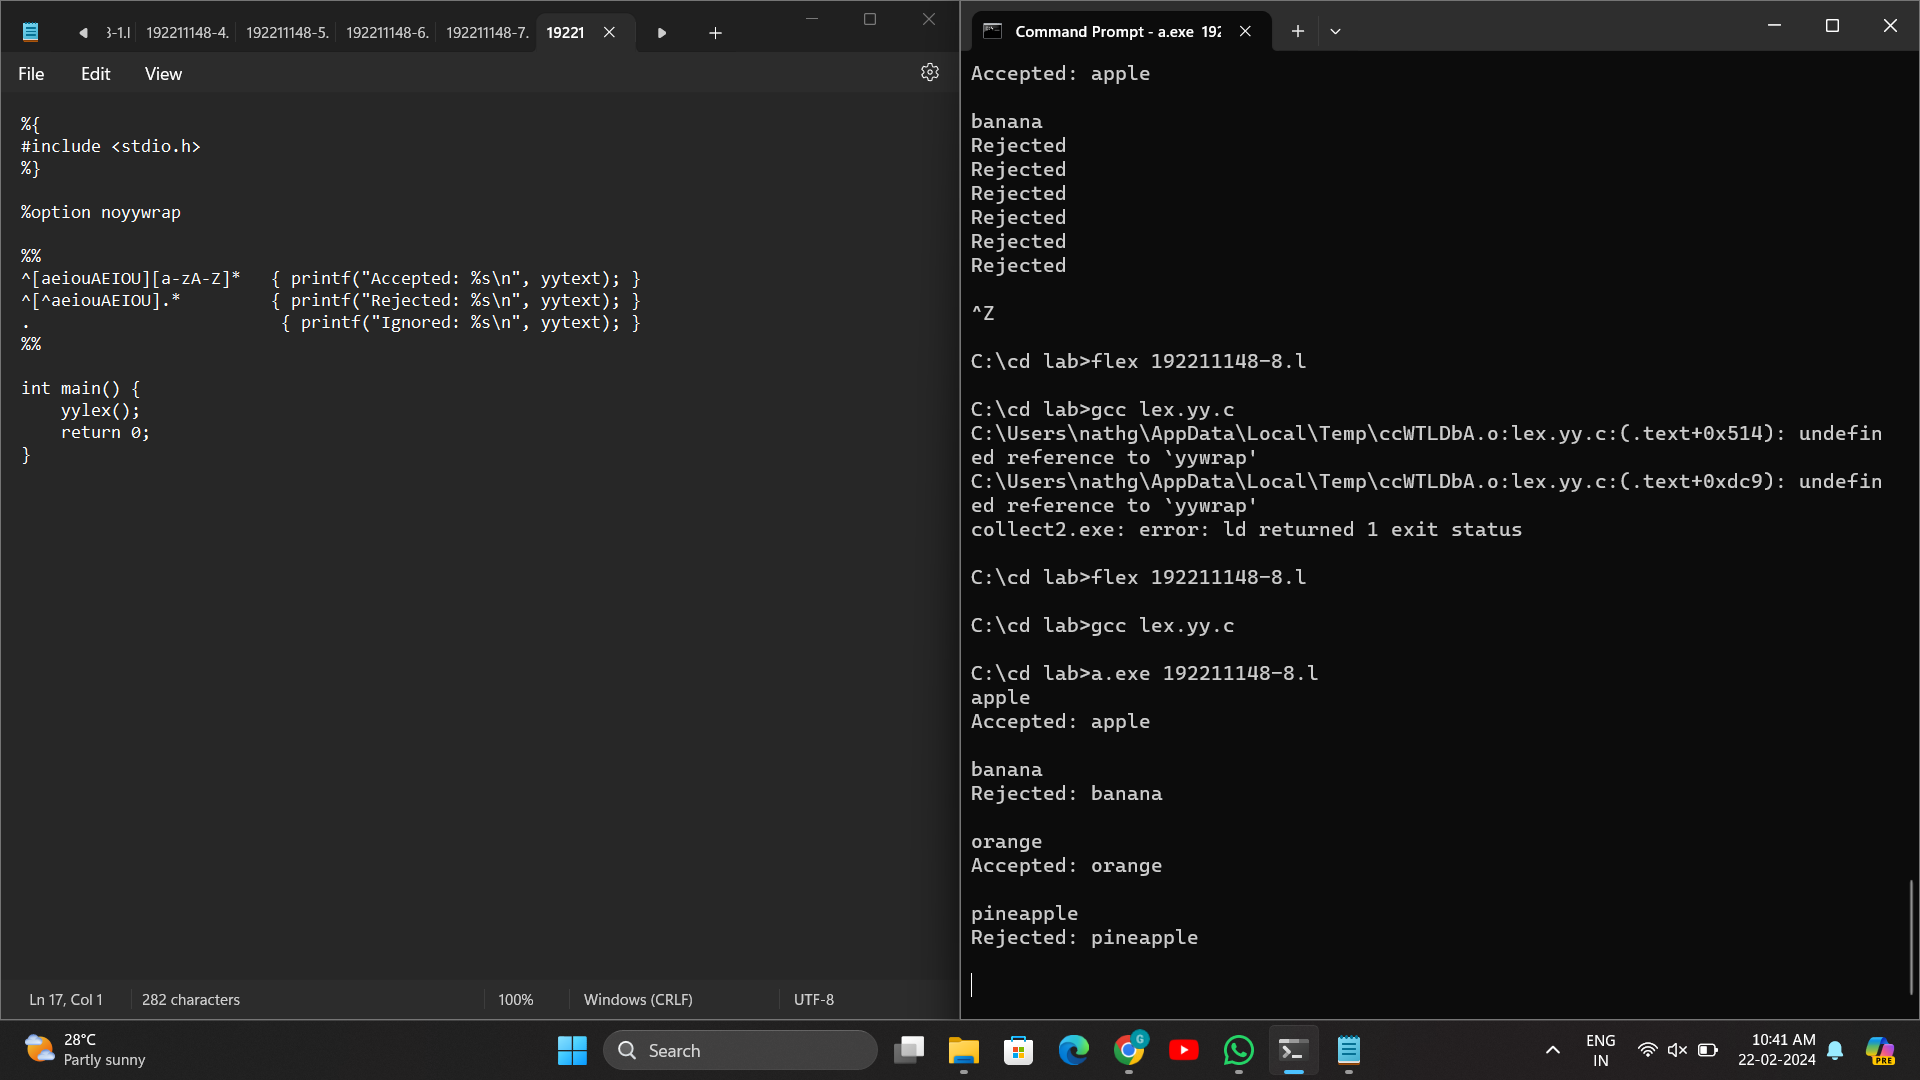 3-1.l 192211148-4. 192211148-5. 192211148-6. 192211148-7. 19221
File Edit View
%{
#include <stdio.h>
%}
%option noyywrap
%%
^[aeiouAEIOU][a-zA-Z]* { printf("Accepted: %s\n", yytext); }
^[^aeiouAEIOU].* { printf("Rejected: %s\n", yytext); }
. { printf("Ignored: %s\n", yytext); }
%%
int main() {
yylex();
return 0;
}
Ln 17, Col 1 282 characters 100% Windows (CRLF) UTF-8
Command Prompt - a.exe 192
Accepted: apple
banana
Rejected
Rejected
Rejected
Rejected
Rejected
Rejected
^Z
C:\cd lab>flex 192211148-8.l
C:\cd lab>gcc lex.yy.c
C:\Users\nathg\AppData\Local\Temp\ccWTLDbA.o:lex.yy.c:(.text+0x514): undefin
ed reference to `yywrap'
C:\Users\nathg\AppData\Local\Temp\ccWTLDbA.o:lex.yy.c:(.text+0xdc9): undefin
ed reference to `yywrap'
collect2.exe: error: ld returned 1 exit status
C:\cd lab>flex 192211148-8.l
C:\cd lab>gcc lex.yy.c
C:\cd lab>a.exe 192211148-8.l
apple
Accepted: apple
banana
Rejected: banana
orange
Accepted: orange
pineapple
Rejected: pineapple
28°C
Partly sunny
Search
G
ENG
IN
10:41 AM
22-02-2024
PRE